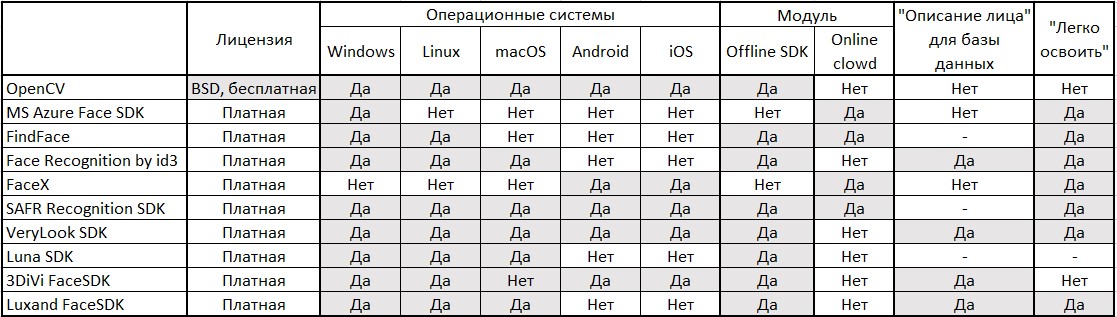 Лицензия Операционные системы Модуль "Описание лица" для базы данных "Легко освоить"
Windows Linux macOS Android iOS Offline SDK Online clowd
OpenCV BSD, бесплатная Да Да Да Да Да Да Нет Нет Нет
MS Azure Face SDK Платная Да Нет Нет Нет Нет Нет Да Нет Да
FindFace Платная Да Да Нет Нет Нет Да Да - Да
Face Recognition by id3 Платная Да Да Да Нет Нет Да Нет Да Да
FaceX Платная Нет Нет Нет Да Да Нет Да Нет Да
SAFR Recognition SDK Платная Да Да Да Да Да Да Да - Да
VeryLook SDK Платная Да Да Да Да Да Да Нет Да Да
Luna SDK Платная Да Да Да Нет Нет Да Нет - -
3DiVi FaceSDK Платная Да Да Нет Да Да Да Нет Да Нет
Luxand FaceSDK Платная Да Да Да Нет Нет Да Нет Да Да